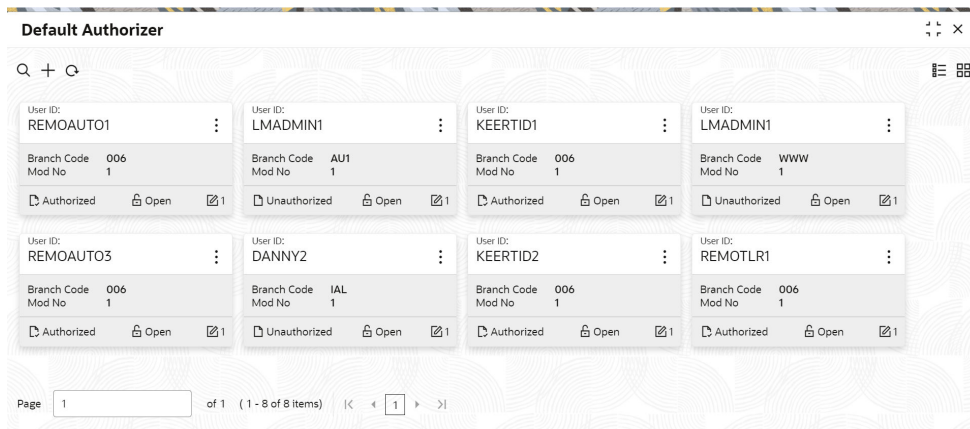 Default Authorizer
User ID: User ID: User ID: User ID:
REMOAUTO1 LMADMIN1 KEERTID1 LMADMIN1
Branch Code 006 Branch Code AU1 Branch Code 006 Branch Code WWW
Mod No 1 Mod No 1 Mod No 1 Mod No 1
Authorized Open 1 Unauthorized Open 1 Authorized Open 1 Unauthorized Open 1
User ID: User ID: User ID: User ID:
REMOAUTO3 DANNY2 KEERTID2 REMOTLR1
Branch Code 006 Branch Code IAL Branch Code 006 Branch Code 006
Mod No 1 Mod No 1 Mod No 1 Mod No 1
Authorized Open 1 Unauthorized Open 1 Authorized Open 1 Authorized Open 1
Page 1 of 1 ( 1 - 8 of 8 items) 1